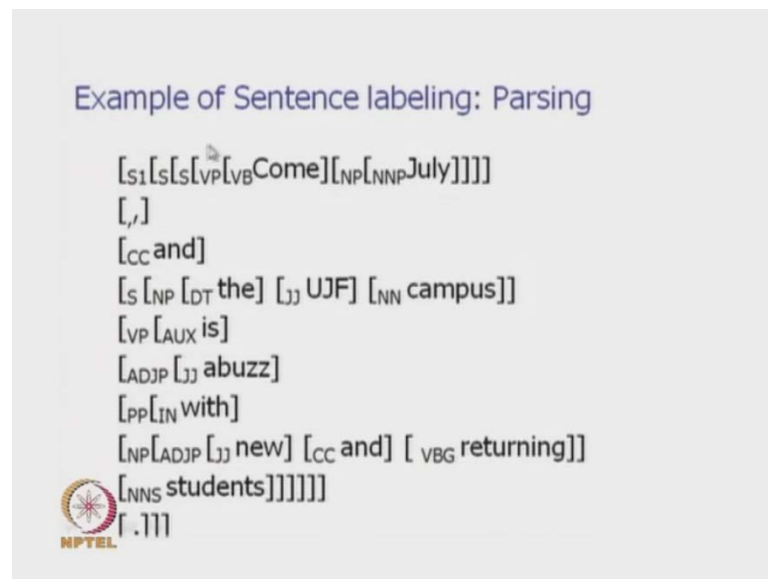 Example of Sentence labeling: Parsing
[S1[S[S[VP[VBCome][NP[NNPJuly]]]]
[,,]
[CC and]
[S [NP [DT the] [JJ UJF] [NN campus]]
[VP [AUX is]
[ADJP [JJ abuzz]
[PP[IN with]
[NP[ADJP [JJ new] [CC and] [ VBG returning]]
[NNS students]]]]]]
[ .]]]
NPTEL